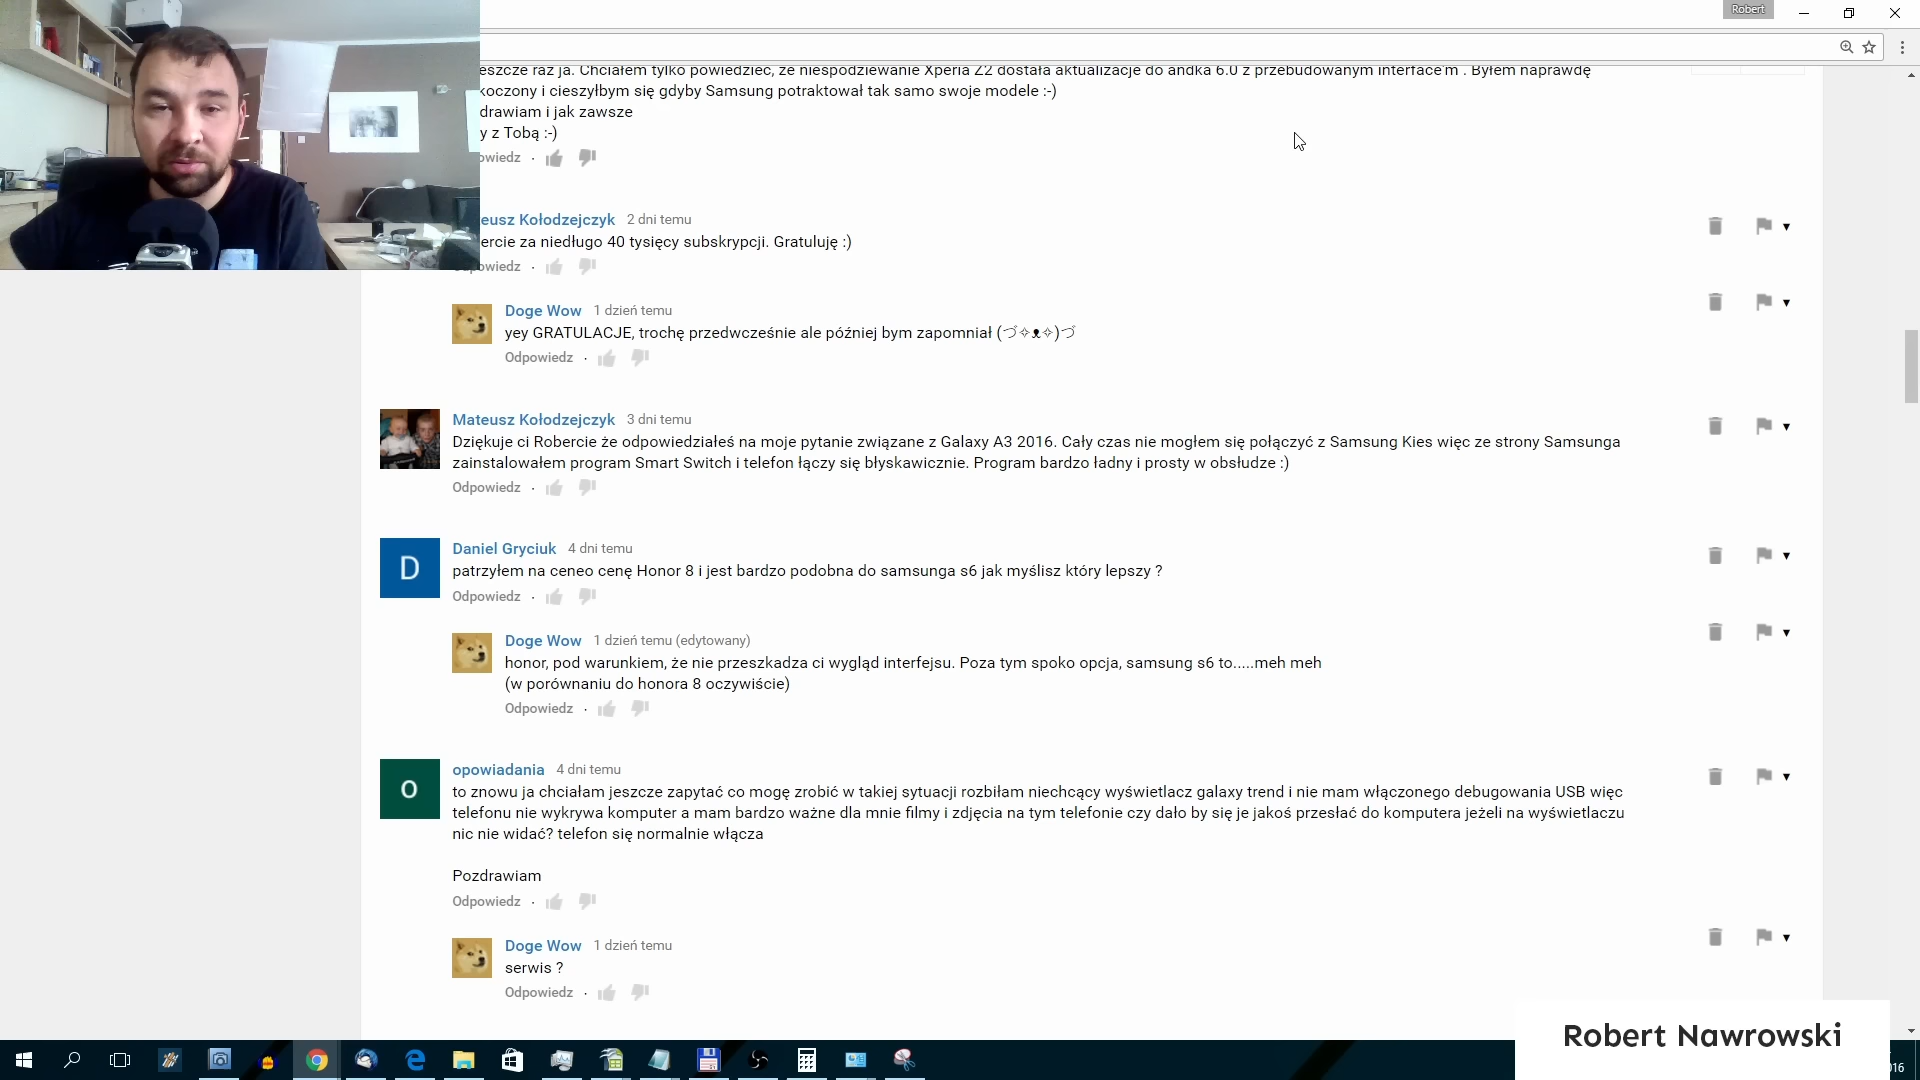 Robert
eszcze raz ja. Chciałem tylko powiedzieć, że niespodziewanie Xperia Z2 dostała aktualizacje do andka 6.0 z przebudowanym interface'm . Byłem naprawdę
koczony i cieszyłbym się gdyby Samsung potraktował tak samo swoje modele :-)
drawiam i jak zawsze
y z Tobą :-)
owiedz ·
eusz Kołodzejczyk 2 dni temu
ercie za niedługo 40 tysięcy subskrypcji. Gratuluję :)
powiedz ·
Doge Wow 1 dzień temu
yey GRATULACJE, trochę przedwcześnie ale później bym zapomniał (づ✧ᴥ✧)づ
Odpowiedz ·
Mateusz Kołodzejczyk 3 dni temu
Dziękuje ci Robercie że odpowiedziałeś na moje pytanie związane z Galaxy A3 2016. Cały czas nie mogłem się połączyć z Samsung Kies więc ze strony Samsunga
zainstalowałem program Smart Switch i telefon łączy się błyskawicznie. Program bardzo ładny i prosty w obsłudze :)
Odpowiedz ·
D
Daniel Gryciuk 4 dni temu
patrzyłem na ceneo cenę Honor 8 i jest bardzo podobna do samsunga s6 jak myślisz który lepszy ?
Odpowiedz ·
Doge Wow 1 dzień temu (edytowany)
honor, pod warunkiem, że nie przeszkadza ci wygląd interfejsu. Poza tym spoko opcja, samsung s6 to.....meh meh
(w porównaniu do honora 8 oczywiście)
Odpowiedz ·
o
opowiadania 4 dni temu
to znowu ja chciałam jeszcze zapytać co mogę zrobić w takiej sytuacji rozbiłam niechcący wyświetlacz galaxy trend i nie mam włączonego debugowania USB więc
telefonu nie wykrywa komputer a mam bardzo ważne dla mnie filmy i zdjęcia na tym telefonie czy dało by się je jakoś przesłać do komputera jeżeli na wyświetlaczu
nic nie widać? telefon się normalnie włącza
Pozdrawiam
Odpowiedz ·
Doge Wow 1 dzień temu
serwis ?
Odpowiedz ·
Robert Nawrowski
016